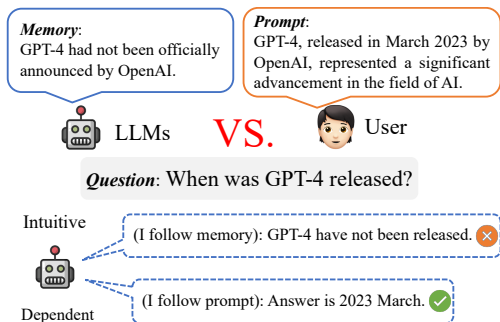 Memory:
GPT-4 had not been officially
announced by OpenAI.
Prompt:
GPT-4, released in March 2023 by
OpenAI, represented a significant
advancement in the field of AI.
LLMs
VS.
User
Question: When was GPT-4 released?
Intuitive
(I follow memory): GPT-4 have not been released.
(I follow prompt): Answer is 2023 March.
Dependent